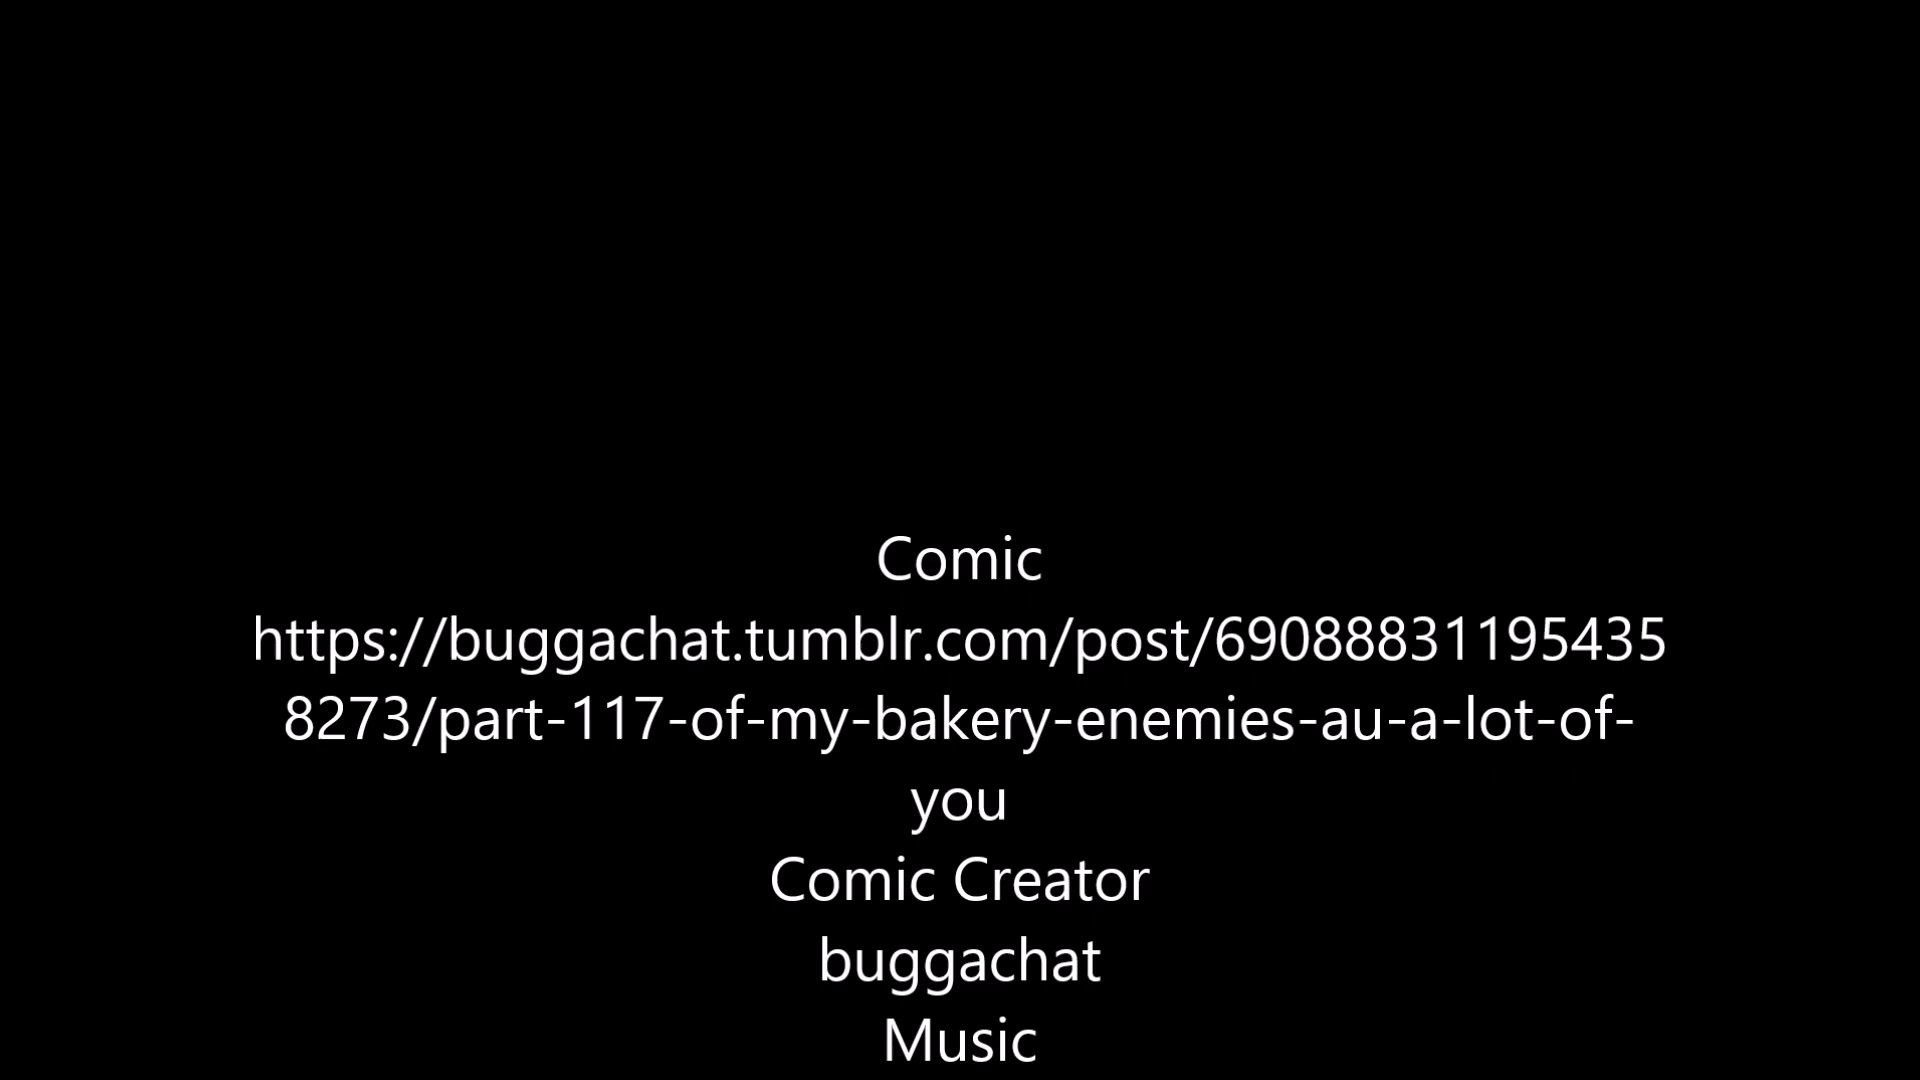 Comic
https://buggachat.tumblr.com/post/69088831195435
8273/part-117-of-my-bakery-enemies-au-a-lot-of-
you
Comic Creator
buggachat
Music